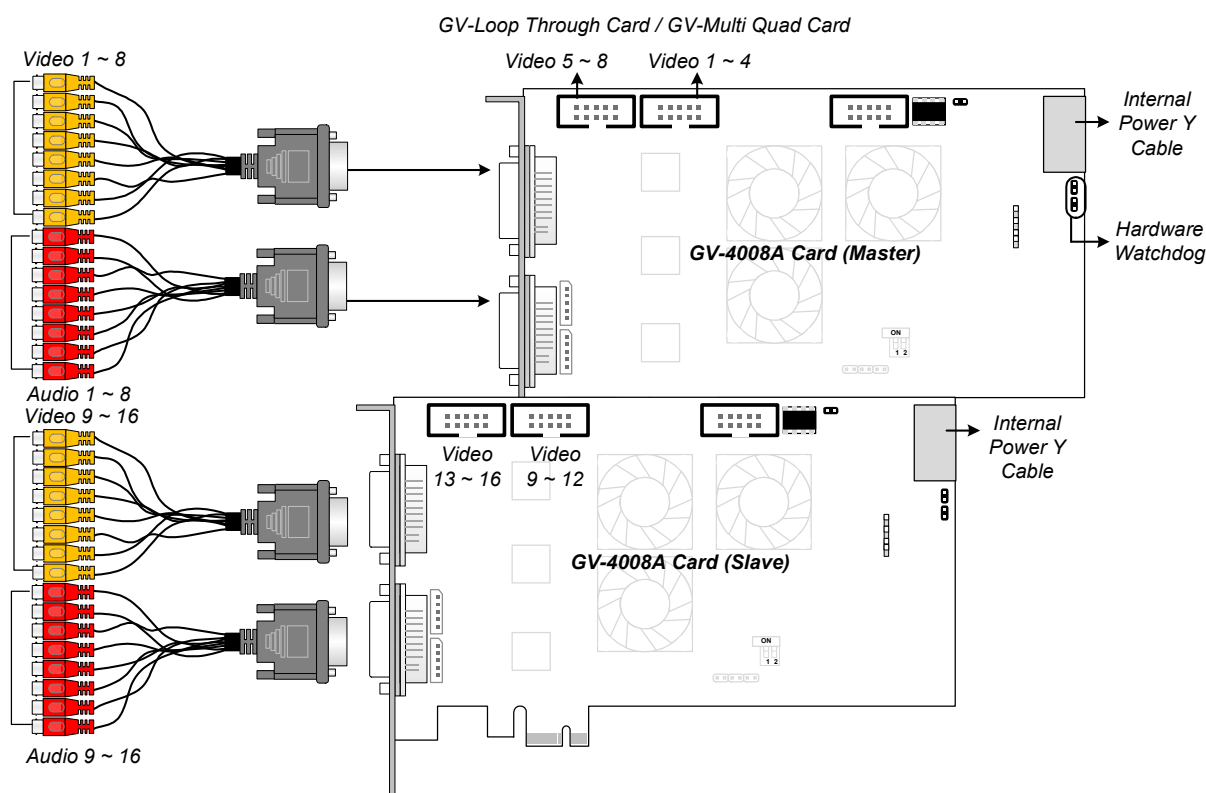 GV-Loop Through Card / GV-Multi Quad Card
Video 1 ~ 8
Video 5 ~ 8
Video 1 ~ 4
Internal
Power Y
Cable
Hardware
Watchdog
GV-4008A Card (Master)
ON
1 2
Audio 1 ~ 8
Video 9 ~ 16
Video
13 ~ 16
Video
9 ~ 12
Internal
Power Y
Cable
GV-4008A Card (Slave)
ON
1 2
Audio 9 ~ 16